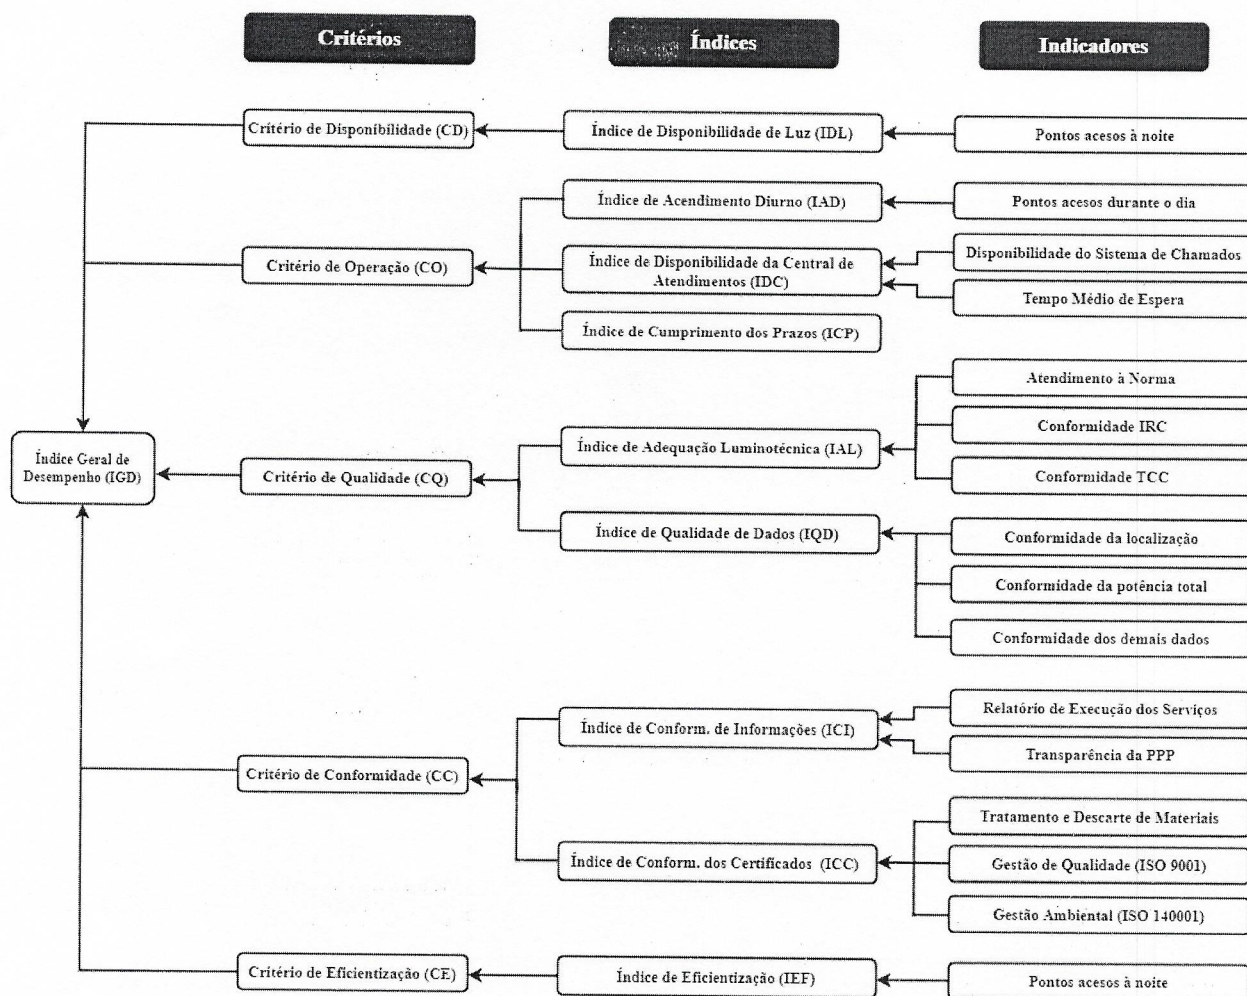 Critérios
Índices
Indicadores
Critério de Disponibilidade (CD)
Índice de Disponibilidade de Luz (IDL)
Pontos acesos à noite
Índice de Acendimento Diurno (IAD)
Pontos acesos durante o dia
Critério de Operação (CO)
Índice de Disponibilidade da Central de
Atendimentos (IDC)
Disponibilidade do Sistema de Chamados
Tempo Médio de Espera
Índice de Cumprimento dos Prazos (ICP)
Índice Geral de
Desempenho (IGD)
Critério de Qualidade (CQ)
Índice de Adequação Luminotécnica (IAL)
Atendimento à Norma
Conformidade IRC
Conformidade TCC
Índice de Qualidade de Dados (IQD)
Conformidade da localização
Conformidade da potência total
Conformidade dos demais dados
Critério de Conformidade (CC)
Índice de Conform. de Informações (ICI)
Relatório de Execução dos Serviços
Transparência da PPP
Índice de Conform. dos Certificados (ICC)
Tratamento e Descarte de Materiais
Gestão de Qualidade (ISO 9001)
Gestão Ambiental (ISO 140001)
Critério de Eficientização (CE)
Índice de Eficientização (IEF)
Pontos acesos à noite